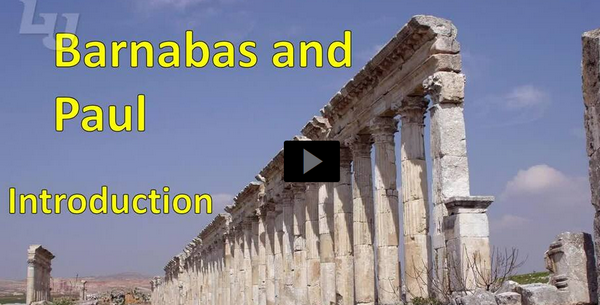 Barnabas and
Paul
Introduction